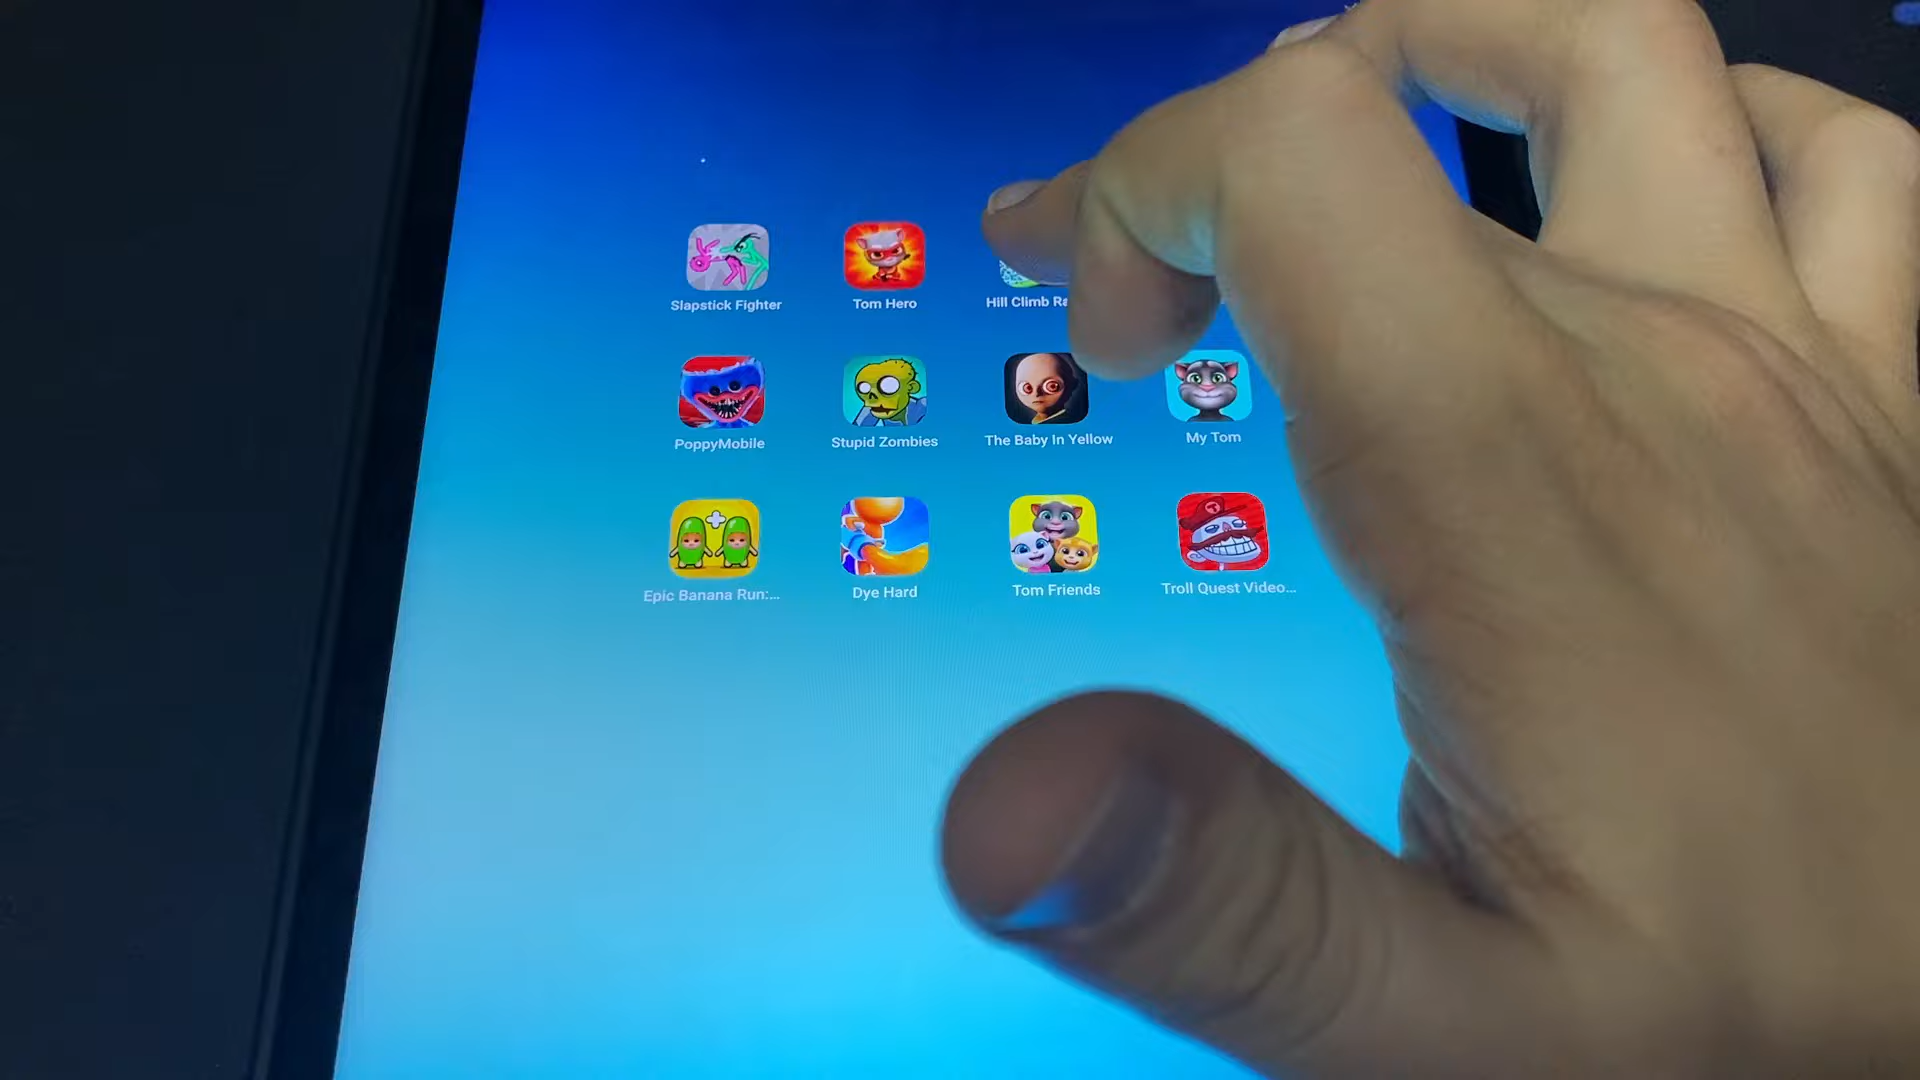 Slapstick Fighter
Tom Hero
Hill Climb
PoppyMobile
Stupid Zombies
The Baby In Yellow
My Tom
Epic Banana Run:...
Dye Hard
Tom Friends
Troll Quest Video...